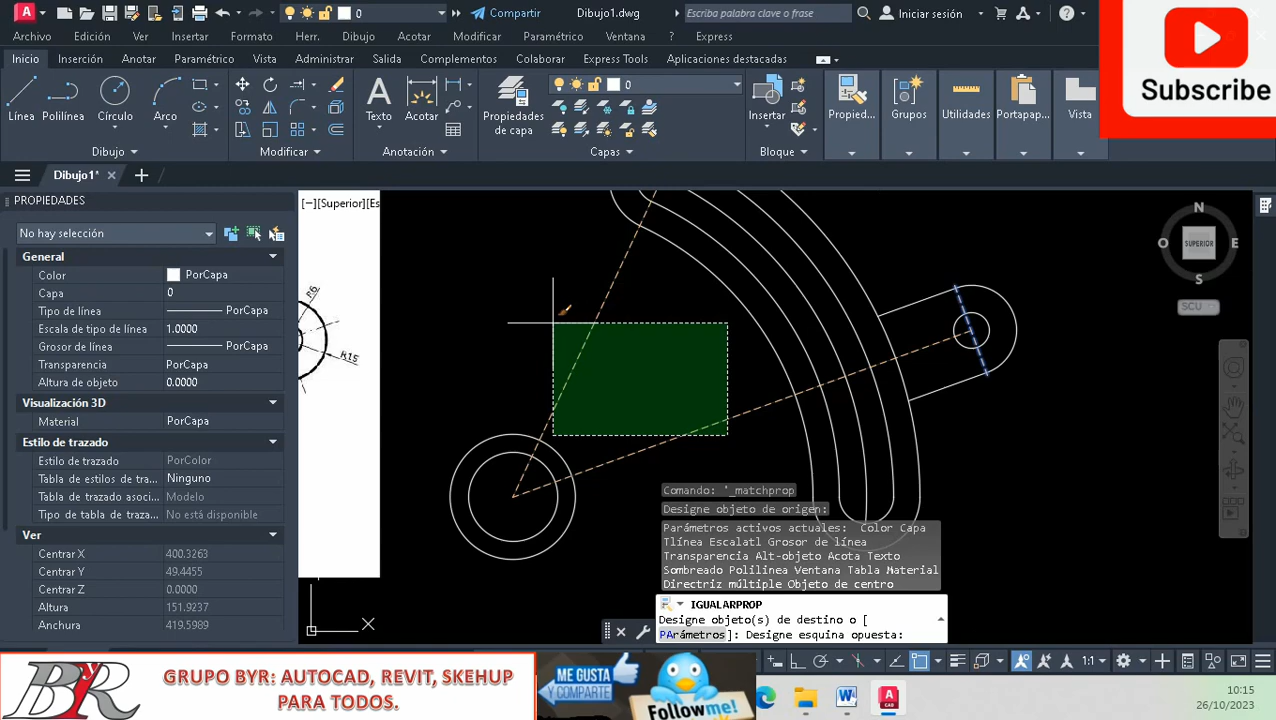 CAD
Compartir
Dibujo1.dwg
Escriba palabra clave o frase
Iniciar sesión
Archivo Edición Ver Insertar Formato Herr. Dibujo Acotar Modificar Paramétrico Ventana ? Express
Inicio Inserción Anotar Paramétrico Vista Administrar Salida Complementos Colaborar Express Tools Aplicaciones destacadas
Línea Polilínea Círculo Arco
Texto Acotar
Propiedades
de capa
0
Insertar
Propied... Grupos Utilidades Portapap... Vista
Dibujo Modificar Anotación Capas Bloque
Subscribe
Dibujo1*
PROPIEDADES
[−][Superior][Es
No hay selección
General
Color PorCapa
Capa 0
Tipo de línea PorCapa
Escala de tipo de línea 1.0000
Grosor de línea PorCapa
Transparencia PorCapa
Altura de objeto 0.0000
Visualización 3D
Material PorCapa
Estilo de trazado
Estilo de trazado PorColor
Tabla de estilos de tra... Ninguno
Tabla de trazado asoci... Modelo
Tipo de tabla de traza... No está disponible
Ver
Centrar X 400.3263
Centrar Y 49.4455
Centrar Z 0.0000
Altura 151.9237
Anchura 419.5989
R6
R15
N
O SUPERIOR E
S
SCU
Comando: '_matchprop
Designe objeto de origen:
Parámetros activos actuales: Color Capa
Tlínea Escalatl Grosor de línea
Transparencia Alt-objeto Acota Texto
Sombreado Polilínea Ventana Tabla Material
Directriz múltiple Objeto de centro
IGUALARPROP
Designe objeto(s) de destino o [
PArámetros]: Designe esquina opuesta:
1:1
ByR
GRUPO BYR: AUTOCAD, REVIT, SKEHUP
PARA TODOS.
ME GUSTA
Y COMPARTE
Follow me!
10:15
26/10/2023